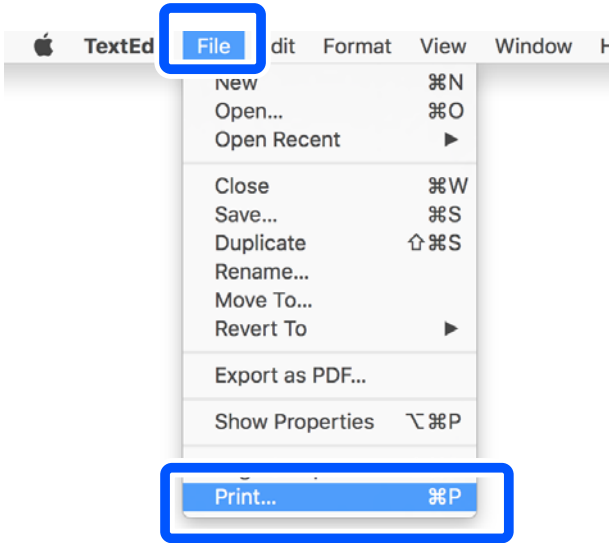 TextEd File dit Format View Window H
New ⌘N
Open... ⌘O
Open Recent ▶
Close ⌘W
Save... ⌘S
Duplicate ⇧⌘S
Rename...
Move To...
Revert To ▶
Export as PDF...
Show Properties ⌥⌘P
Print... ⌘P